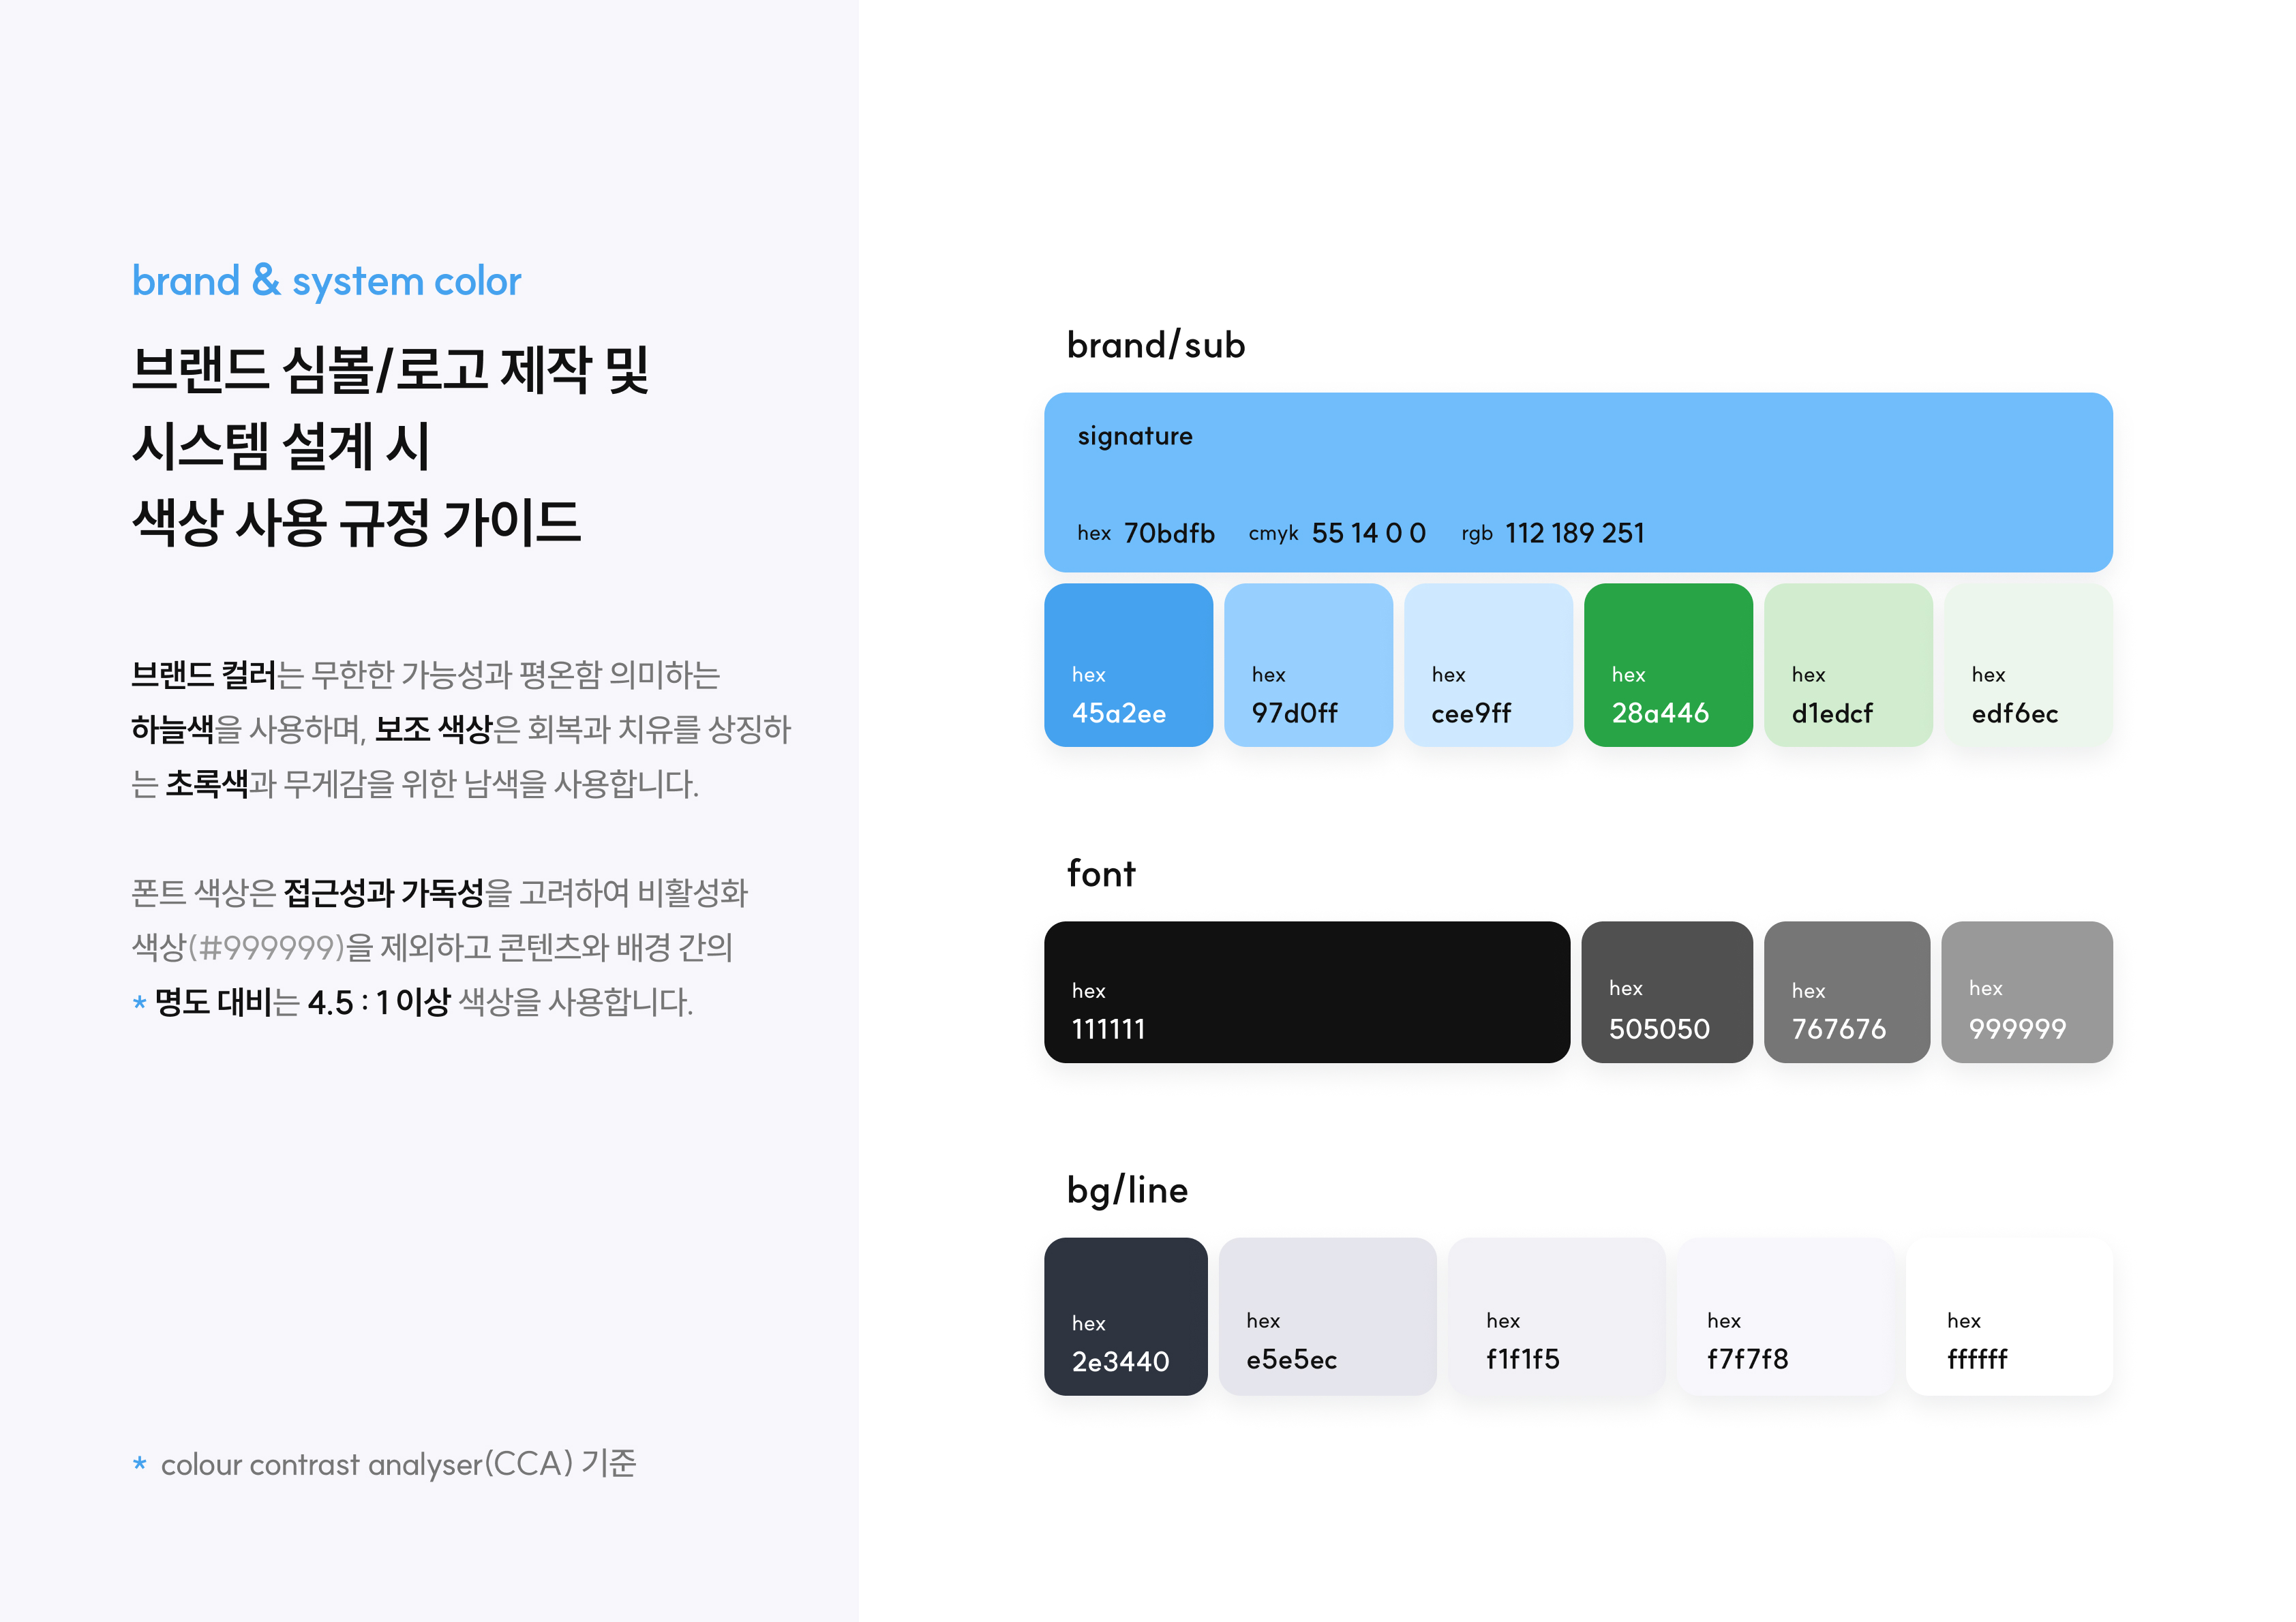 brand & system color
브랜드 심볼/로고 제작 및
시스템 설계 시
색상 사용 규정 가이드
브랜드 컬러는 무한한 가능성과 평온함 의미하는
하늘색을 사용하며, 보조 색상은 회복과 치유를 상징하
는 초록색과 무게감을 위한 남색을 사용합니다.
폰트 색상은 접근성과 가독성을 고려하여 비활성화
색상(#999999)을 제외하고 콘텐츠와 배경 간의
* 명도 대비는 4.5 : 1 이상 색상을 사용합니다.
* colour contrast analyser(CCA) 기준
brand/sub
signature
hex 70bdfb cmyk 55 14 0 0 rgb 112 189 251
hex hex hex hex hex hex
45a2ee 97d0ff cee9ff 28a446 d1edcf edf6ec
font
hex hex hex hex
111111 505050 767676 999999
bg/line
hex hex hex hex hex
2e3440 e5e5ec f1f1f5 f7f7f8 ffffff